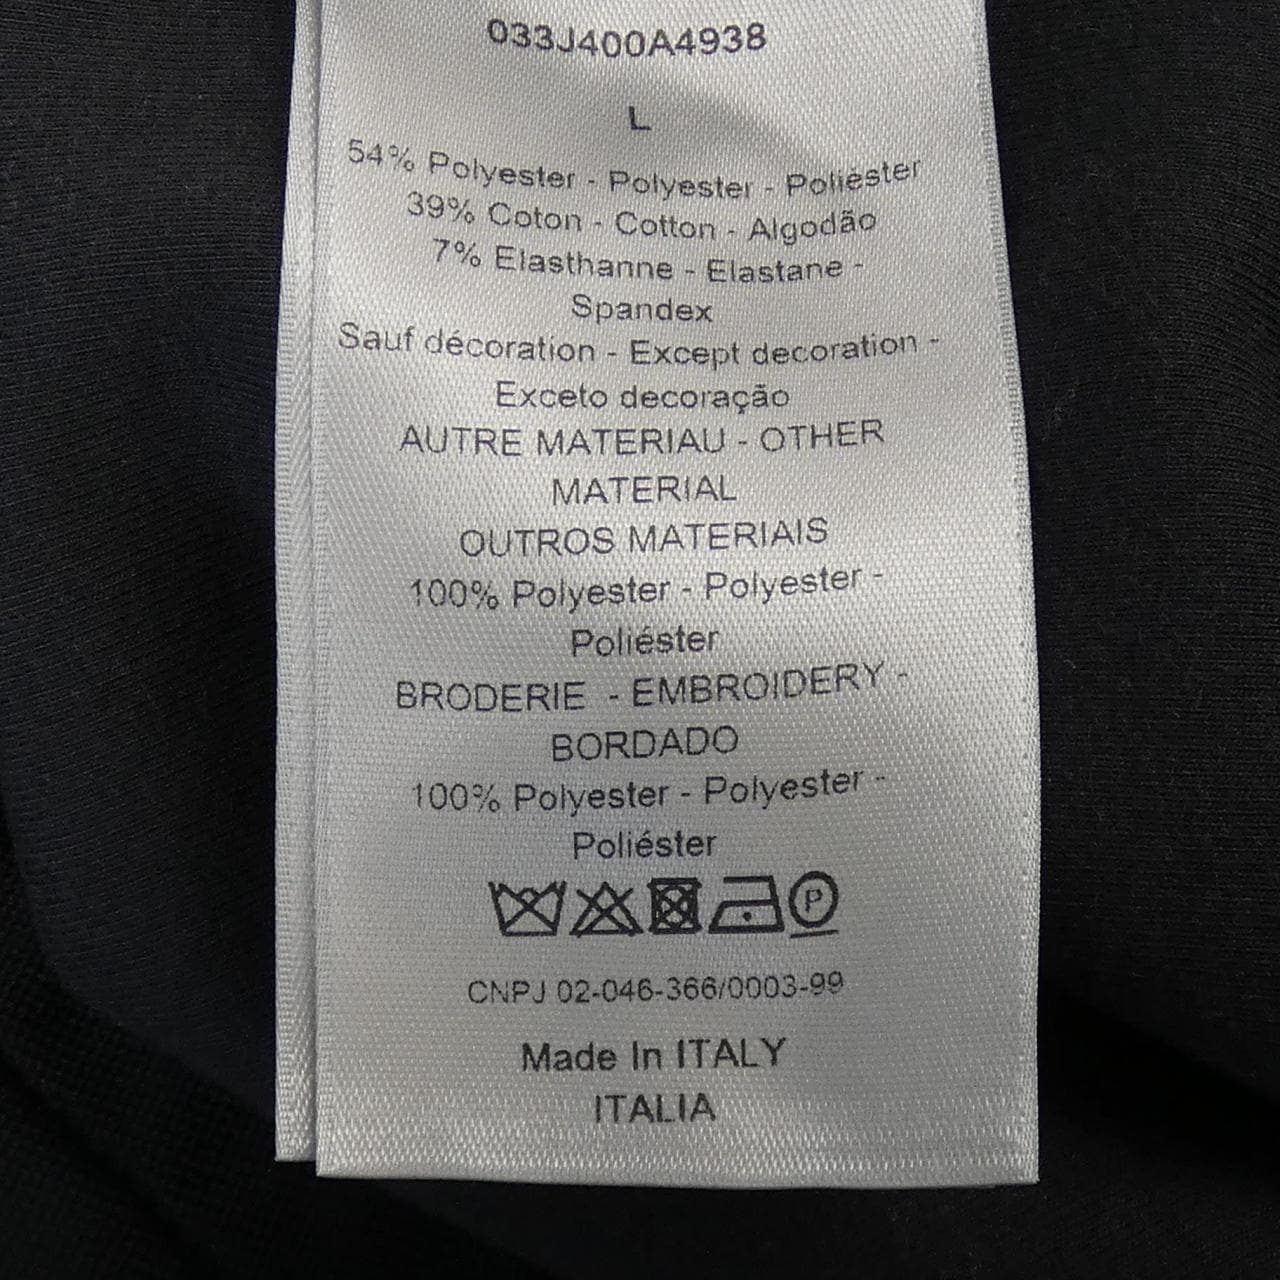 033J400A4938
L
54% Polyester - Polyester - Poliéster
39% Coton - Cotton - Algodão
7% Elasthanne - Elastane -
Spandex
Sauf décoration - Except decoration -
Exceto decoração
AUTRE MATERIAU - OTHER
MATERIAL
OUTROS MATERIAIS
100% Polyester - Polyester -
Poliéster
BRODERIE - EMBROIDERY -
BORDADO
100% Polyester - Polyester -
Poliéster
P
CNPJ 02-046-366/0003-99
Made In ITALY
ITALIA